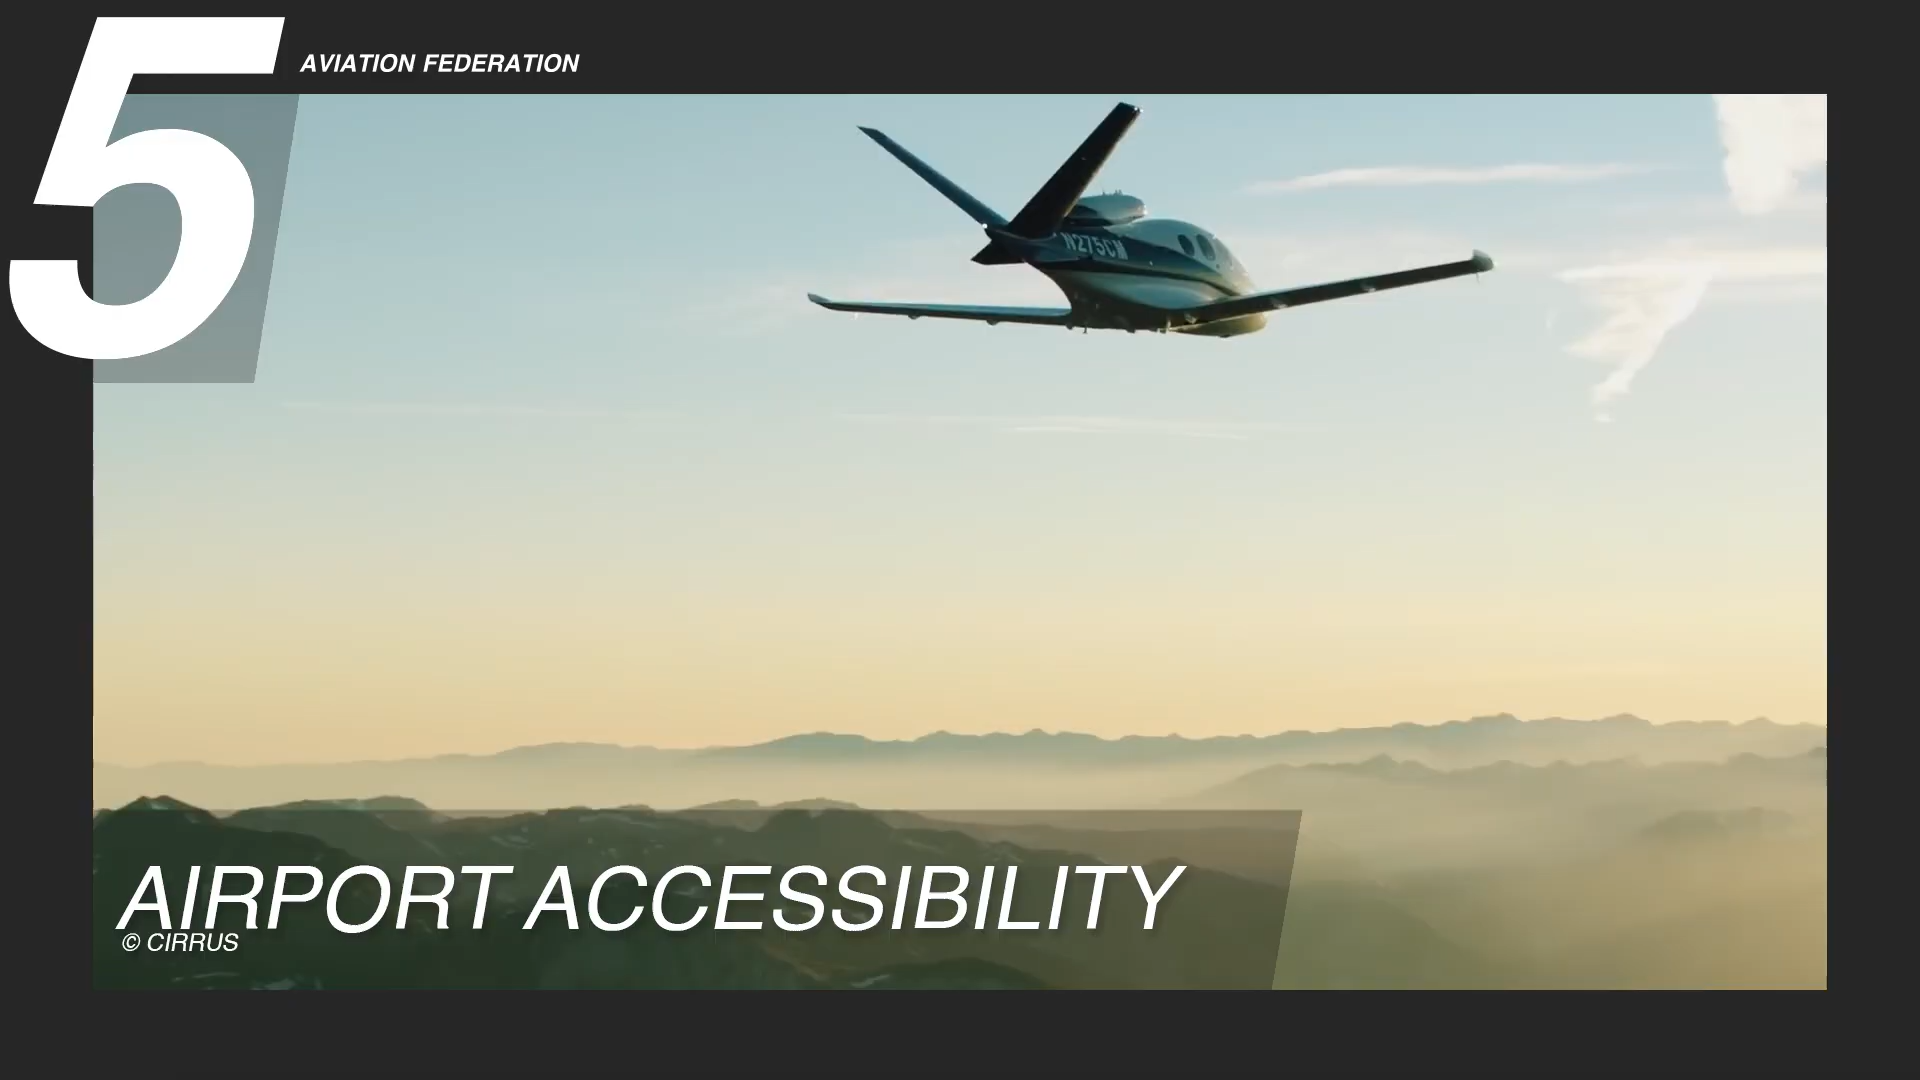 5
AVIATION FEDERATION
N275CM
AIRPORT ACCESSIBILITY
© CIRRUS